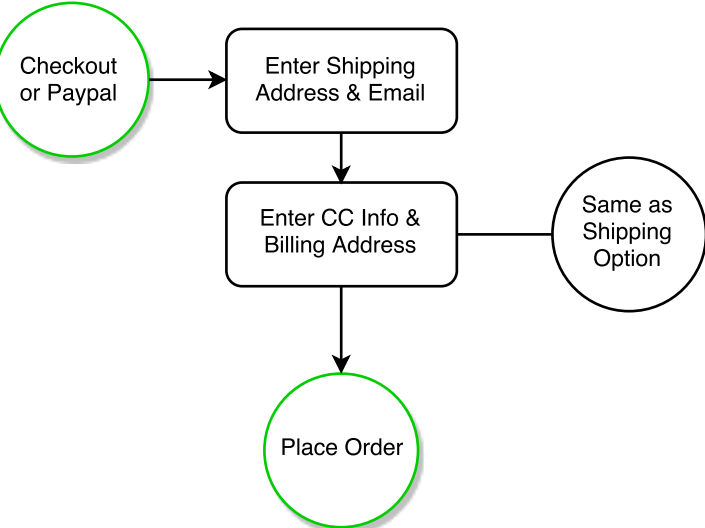 Checkout
or Paypal
Enter Shipping
Address & Email
Enter CC Info &
Billing Address
Same as
Shipping
Option
Place Order